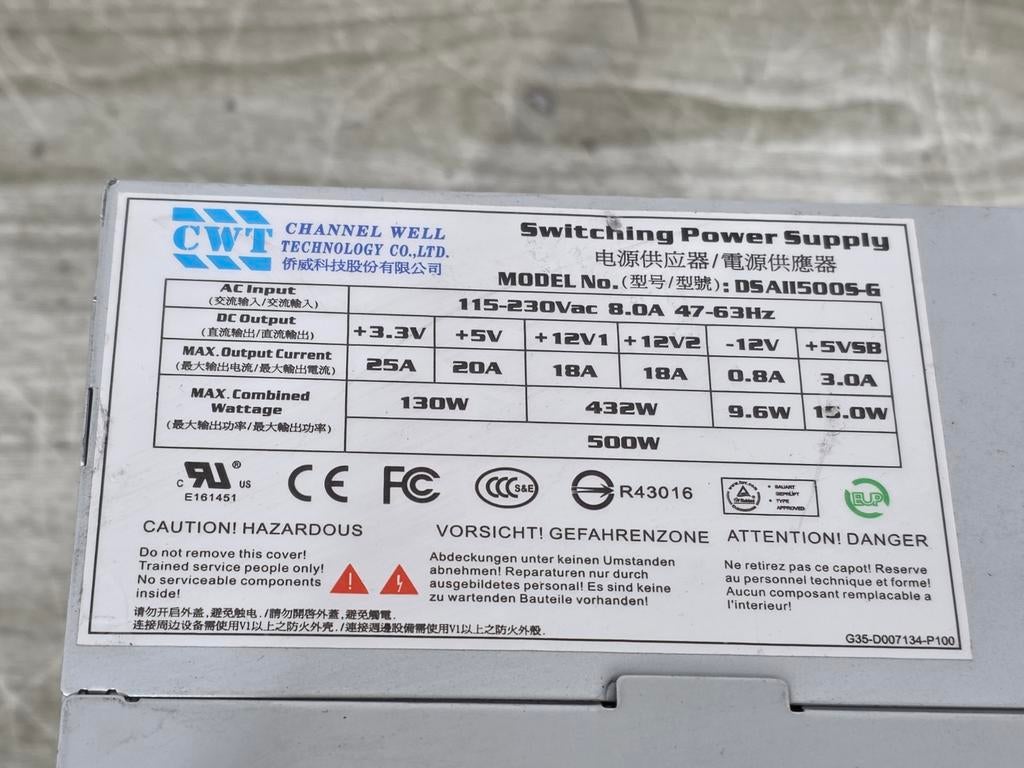 CWT
CHANNEL WELL
TECHNOLOGY CO.,LTD.
侨威科技股份有限公司
Switching Power Supply
电源供应器/電源供應器
MODEL No.(型号/型號): DSAII500S-G
AC Input
(交流输入/交流輸入)
115-230Vac 8.0A 47-63Hz
DC Output
(直流输出/直流輸出)
+3.3V +5V +12V1 +12V2 -12V +5VSB
MAX.Output Current
(最大输出电流/最大輸出電流)
25A 20A 18A 18A 0.8A 3.0A
MAX.Combined
Wattage
(最大输出功率/最大輸出功率)
130W 432W 9.6W 15.0W
500W
c RU ® US
E161451
CE
FC
CCC S&E
R43016
BAUART
GEPRÜFT
TYPE
APPROVED
EUP
CAUTION! HAZARDOUS
Do not remove this cover!
Trained service people only!
No serviceable components
inside!
VORSICHT! GEFAHRENZONE
Abdeckungen unter keinen Umstanden
abnehmen! Reparaturen nur durch
ausgebildetes personal! Es sind keine
zu wartenden Bauteile vorhanden!
ATTENTION! DANGER
Ne retirez pas ce capot! Reserve
au personnel technique et forme!
Aucun composant remplacable a
l'interieur!
请勿开启外盖,避免触电./請勿開啓外蓋,避免觸電.
连接周边设备需使用V1以上之防火外壳./連接週邊設備需使用V1以上之防火外殼.
G35-D007134-P100